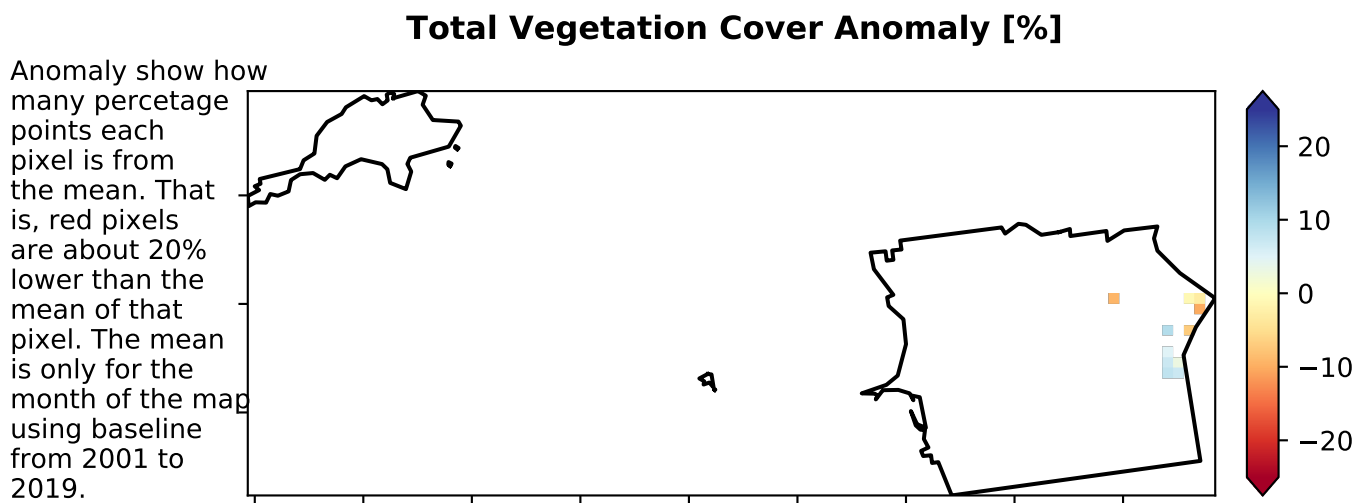 Total Vegetation Cover Anomaly [%]
Anomaly show how
many percetage
points each
pixel is from
the mean. That
is, red pixels
are about 20%
lower than the
mean of that
pixel. The mean
is only for the
month of the map
using baseline
from 2001 to
2019.
20
10
0
−10
−20